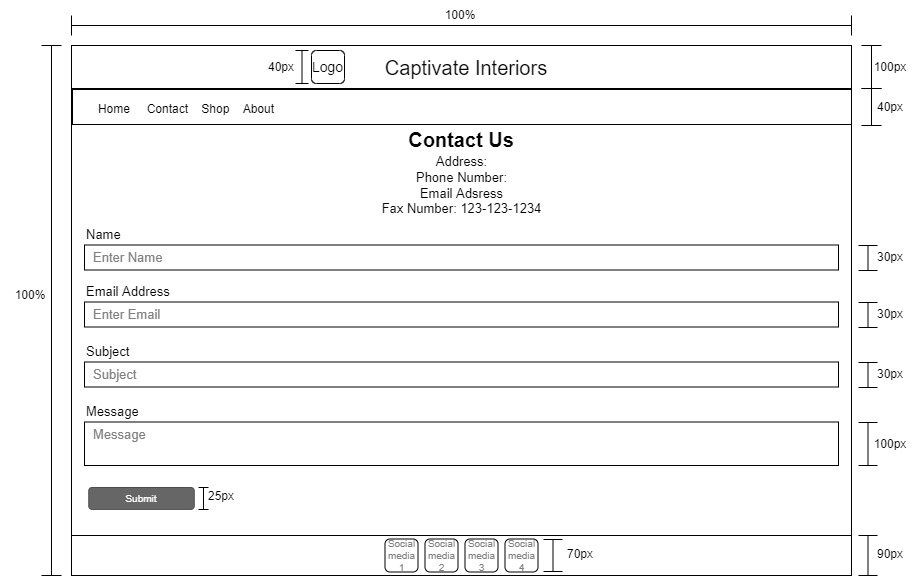 100%
40px
Logo
Captivate Interiors
100px
Home Contact Shop About
40px
Contact Us
Address:
Phone Number:
Email Adsress
Fax Number: 123-123-1234
Name
Enter Name
30px
Email Address
100%
Enter Email
30px
Subject
Subject
30px
Message
Message
100px
Submit
25px
Social
media
1
Social
media
2
Social
media
3
Social
media
4
70px
90px